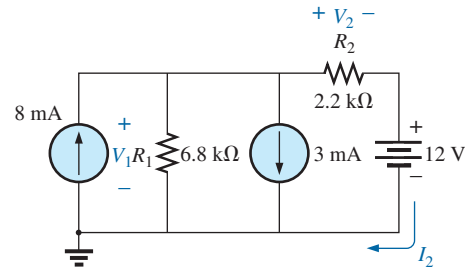 + V₂ −
R₂
2.2 kΩ
8 mA
+
V₁
−
R₁
6.8 kΩ
3 mA
+
12 V
−
I₂